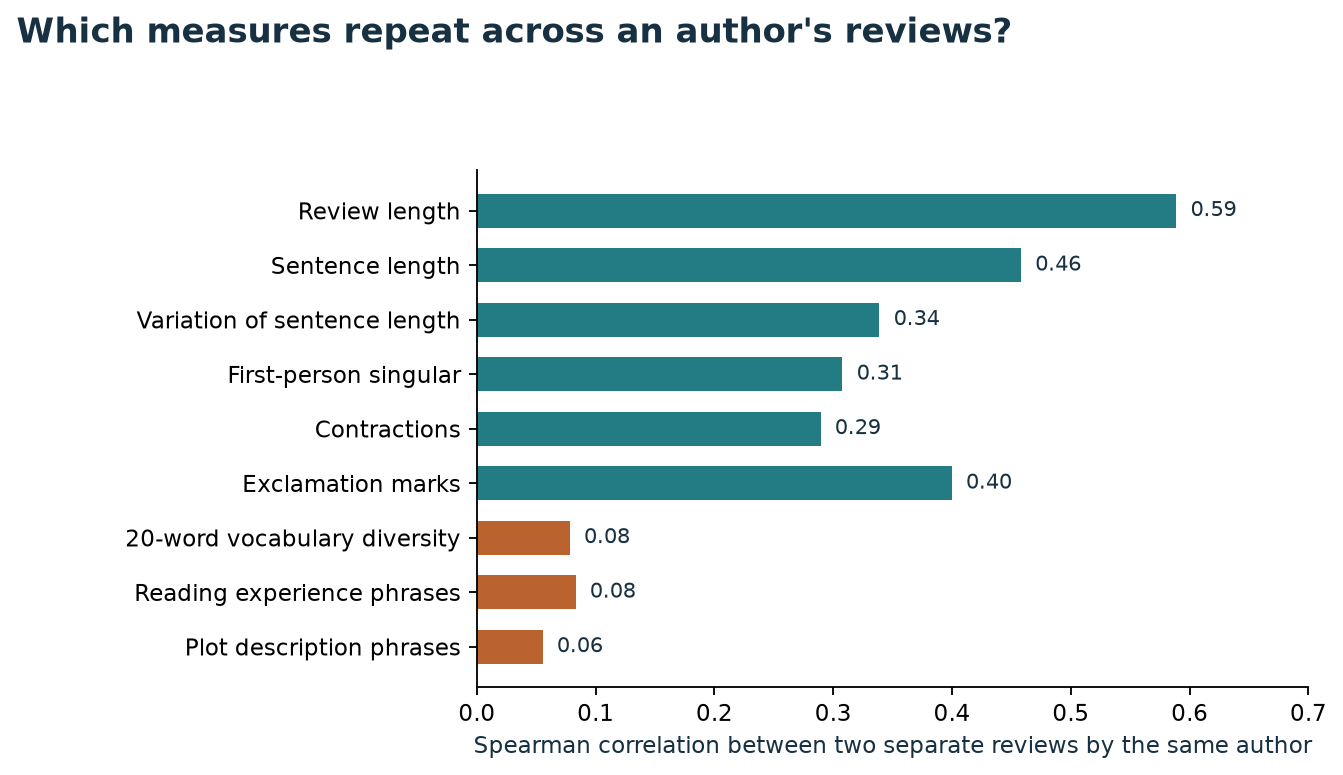 Which measures repeat across an author's reviews?
Review length
0.59
Sentence length
0.46
Variation of sentence length
0.34
First-person singular
0.31
Contractions
0.29
Exclamation marks
0.40
20-word vocabulary diversity
0.08
Reading experience phrases
0.08
Plot description phrases
0.06
0.0 0.1 0.2 0.3 0.4 0.5 0.6 0.7
Spearman correlation between two separate reviews by the same author